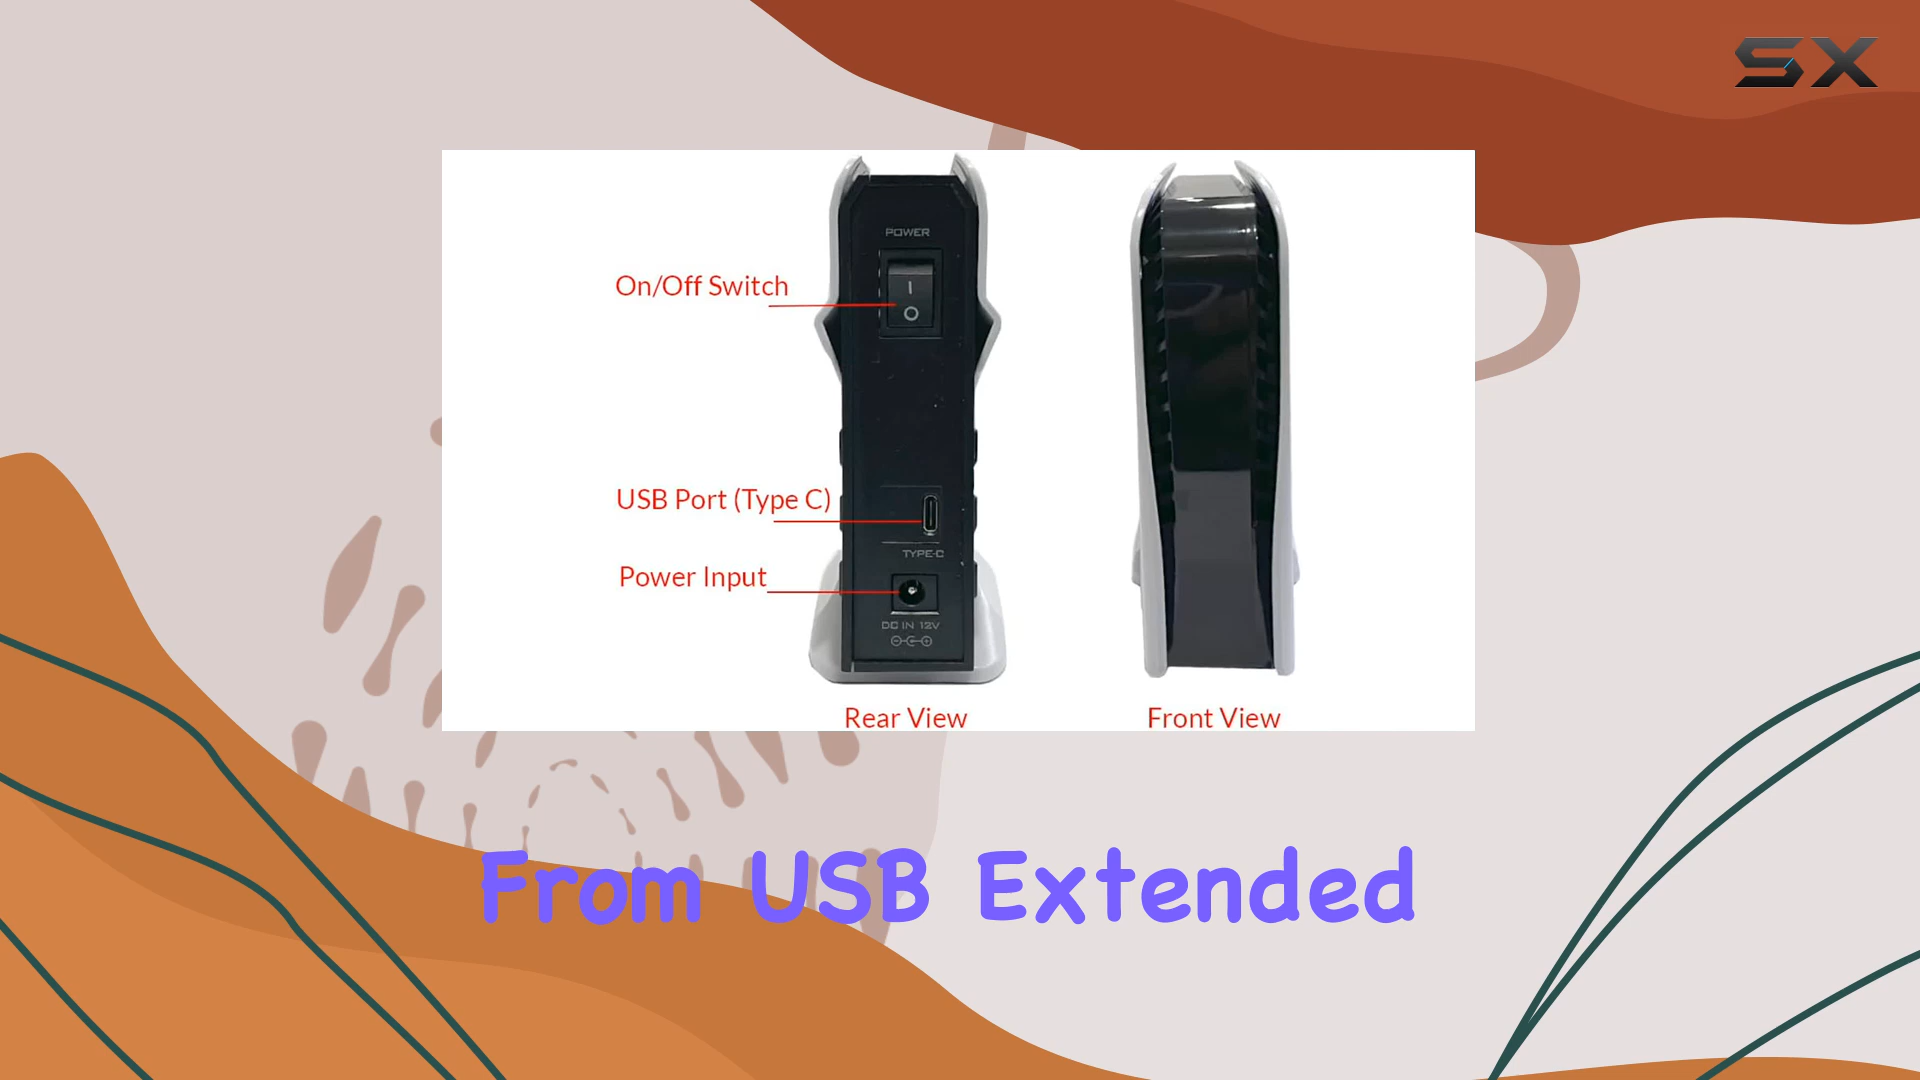 SX
POWER
On/Off Switch
USB Port (Type C)
TYPE-C
Power Input
DC IN 12V
Rear View
Front View
From USB Extended